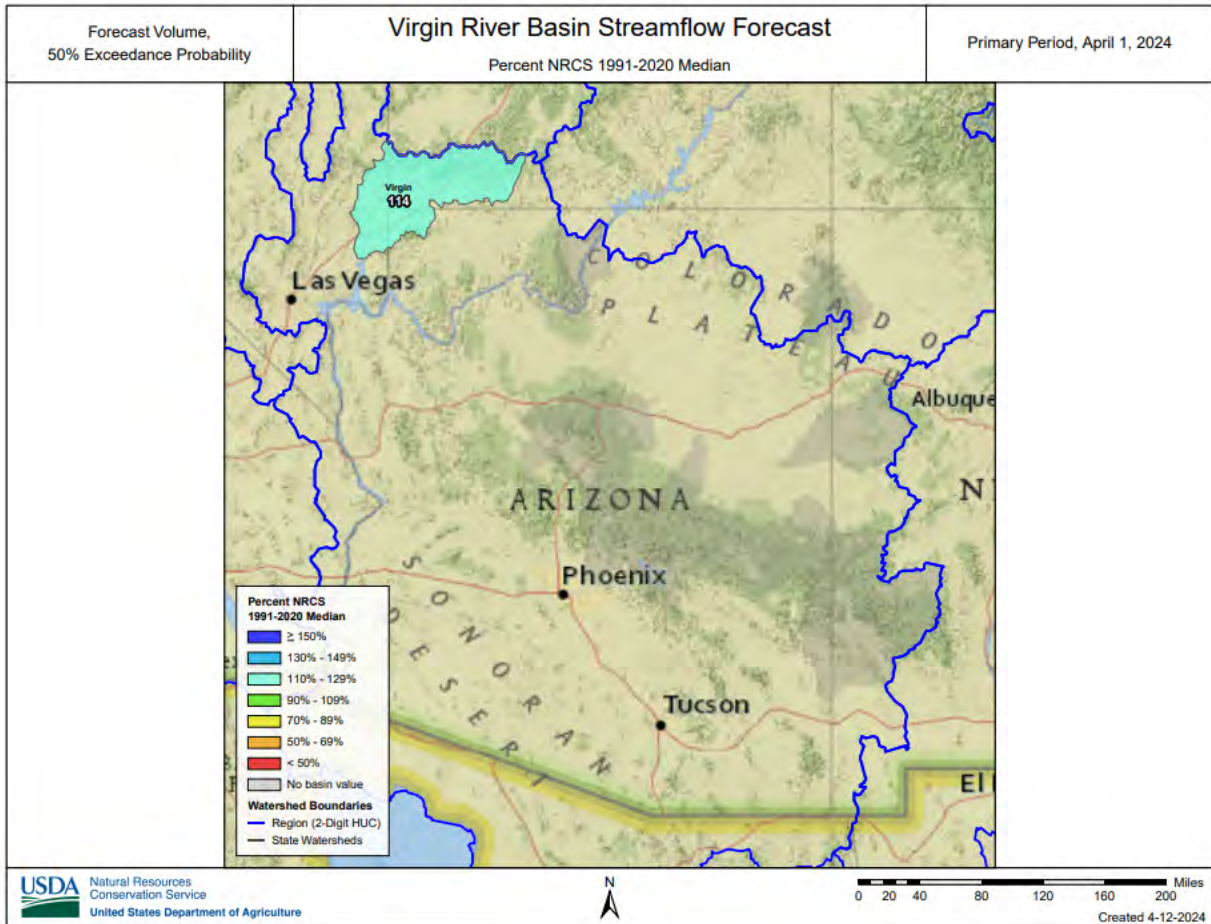 Forecast Volume,
50% Exceedance Probability
Virgin River Basin Streamflow Forecast
Percent NRCS 1991-2020 Median
Primary Period, April 1, 2024
Virgin
114
Las Vegas
COLORADO
PLATEAU
Albuque
ARIZONA
Phoenix
SONORAN
DESERT
Tucson
Percent NRCS
1991-2020 Median
≥ 150%
130% - 149%
110% - 129%
90% - 109%
70% - 89%
50% - 69%
< 50%
No basin value
Watershed Boundaries
Region (2-Digit HUC)
State Watersheds
USDA
Natural Resources
Conservation Service
United States Department of Agriculture
N
0 20 40 80 120 160 200 Miles
Created 4-12-2024